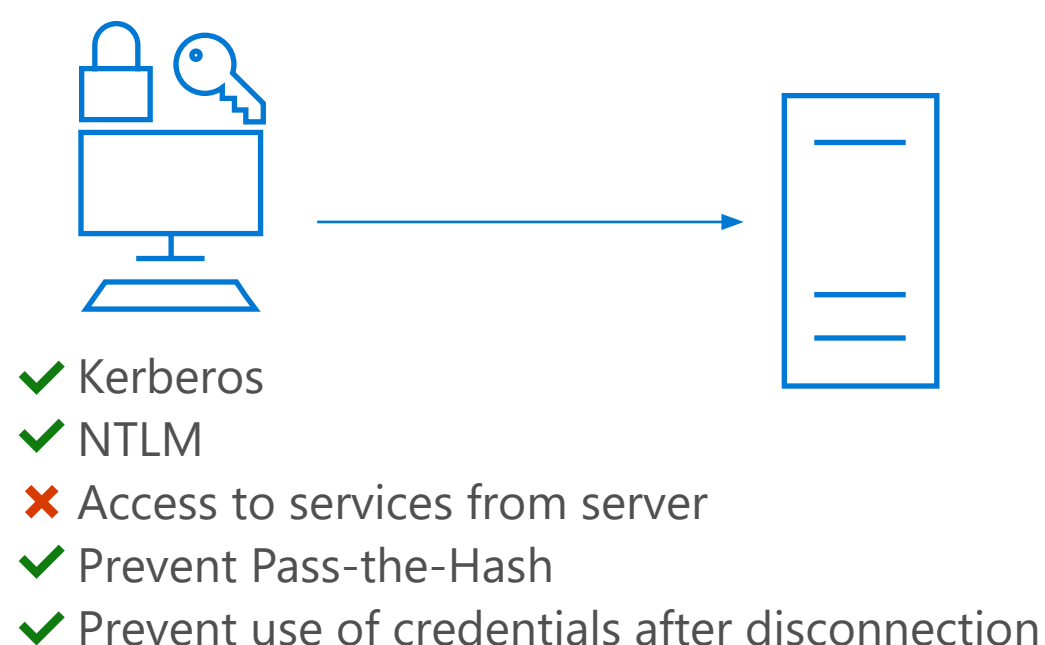 Kerberos
NTLM
Access to services from server
Prevent Pass-the-Hash
Prevent use of credentials after disconnection